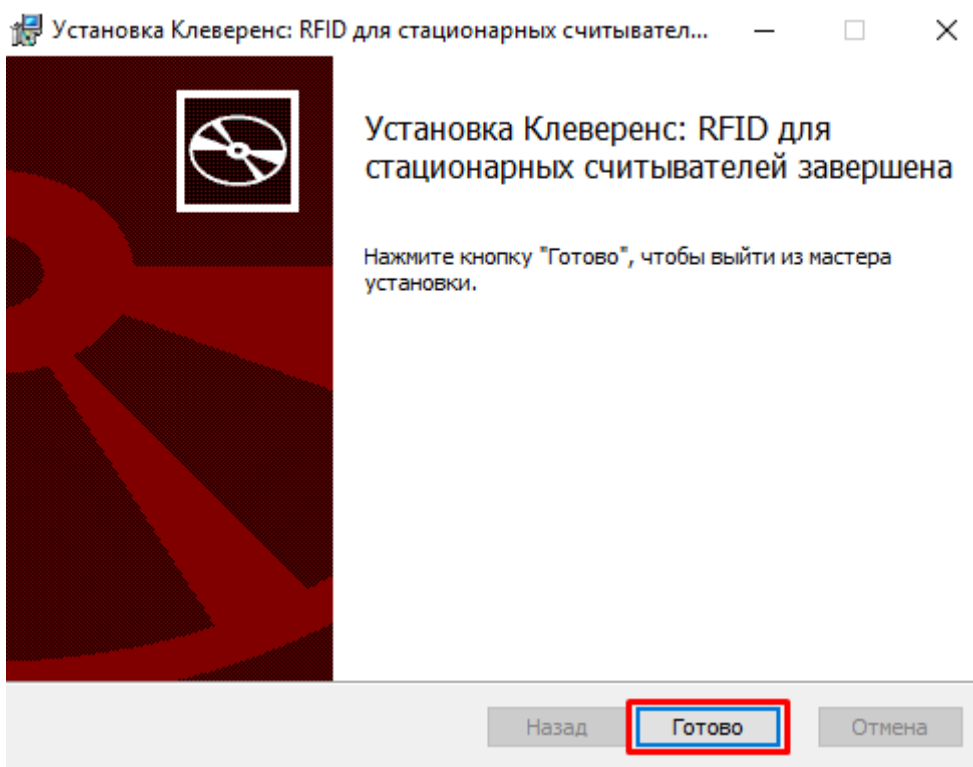 Установка Клеверенс: RFID для стационарных считывател...
Установка Клеверенс: RFID для
стационарных считывателей завершена
Нажмите кнопку "Готово", чтобы выйти из мастера
установки.
Назад
Готово
Отмена